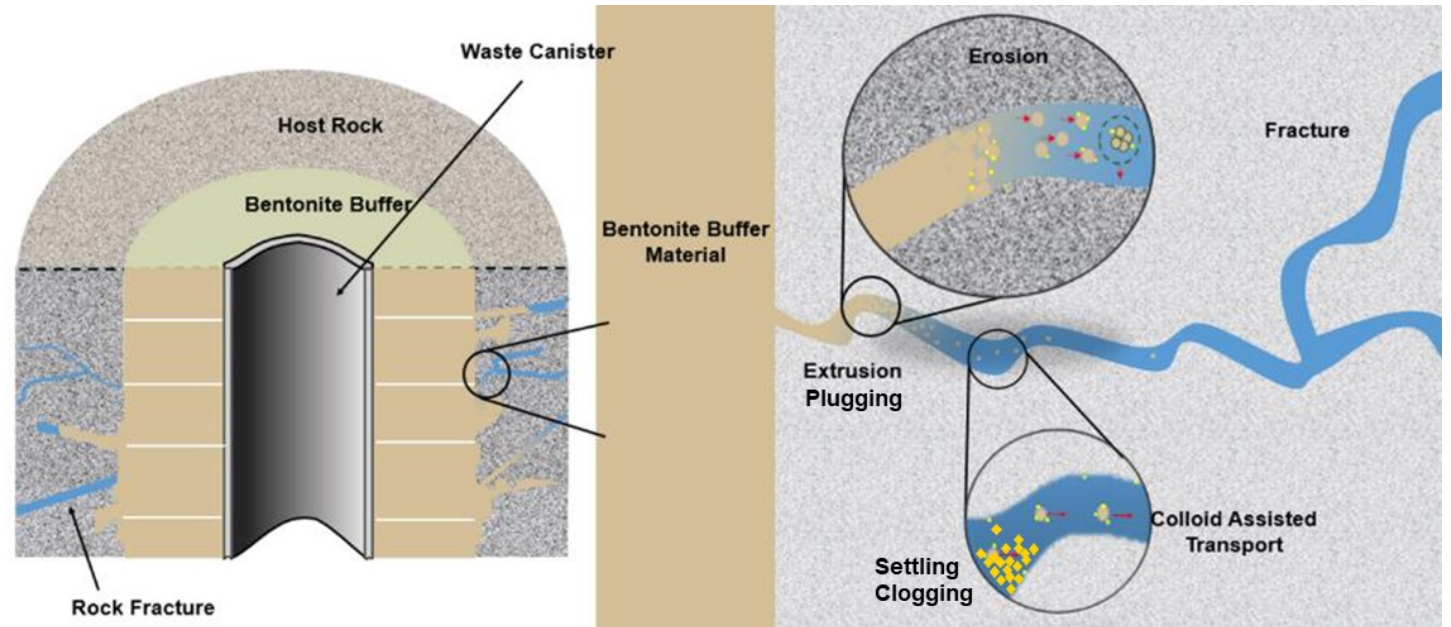 Waste Canister
Host Rock
Bentonite Buffer
Rock Fracture
Bentonite Buffer
Material
Erosion
Fracture
Extrusion
Plugging
Colloid Assisted
Transport
Settling
Clogging